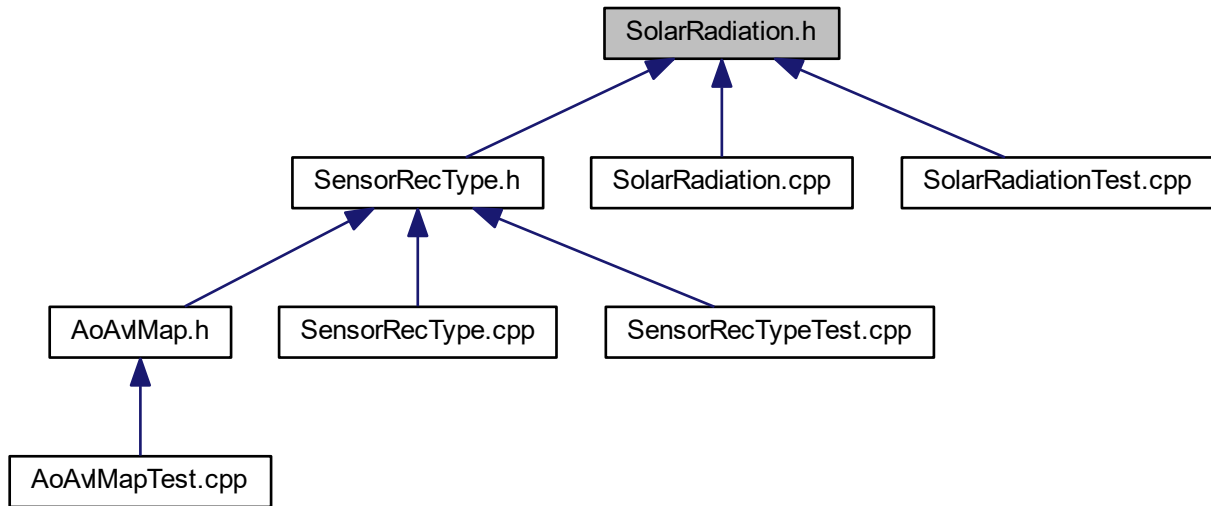 SolarRadiation.h
SensorRecType.h
SolarRadiation.cpp
SolarRadiationTest.cpp
AoAvlMap.h
SensorRecType.cpp
SensorRecTypeTest.cpp
AoAvlMapTest.cpp